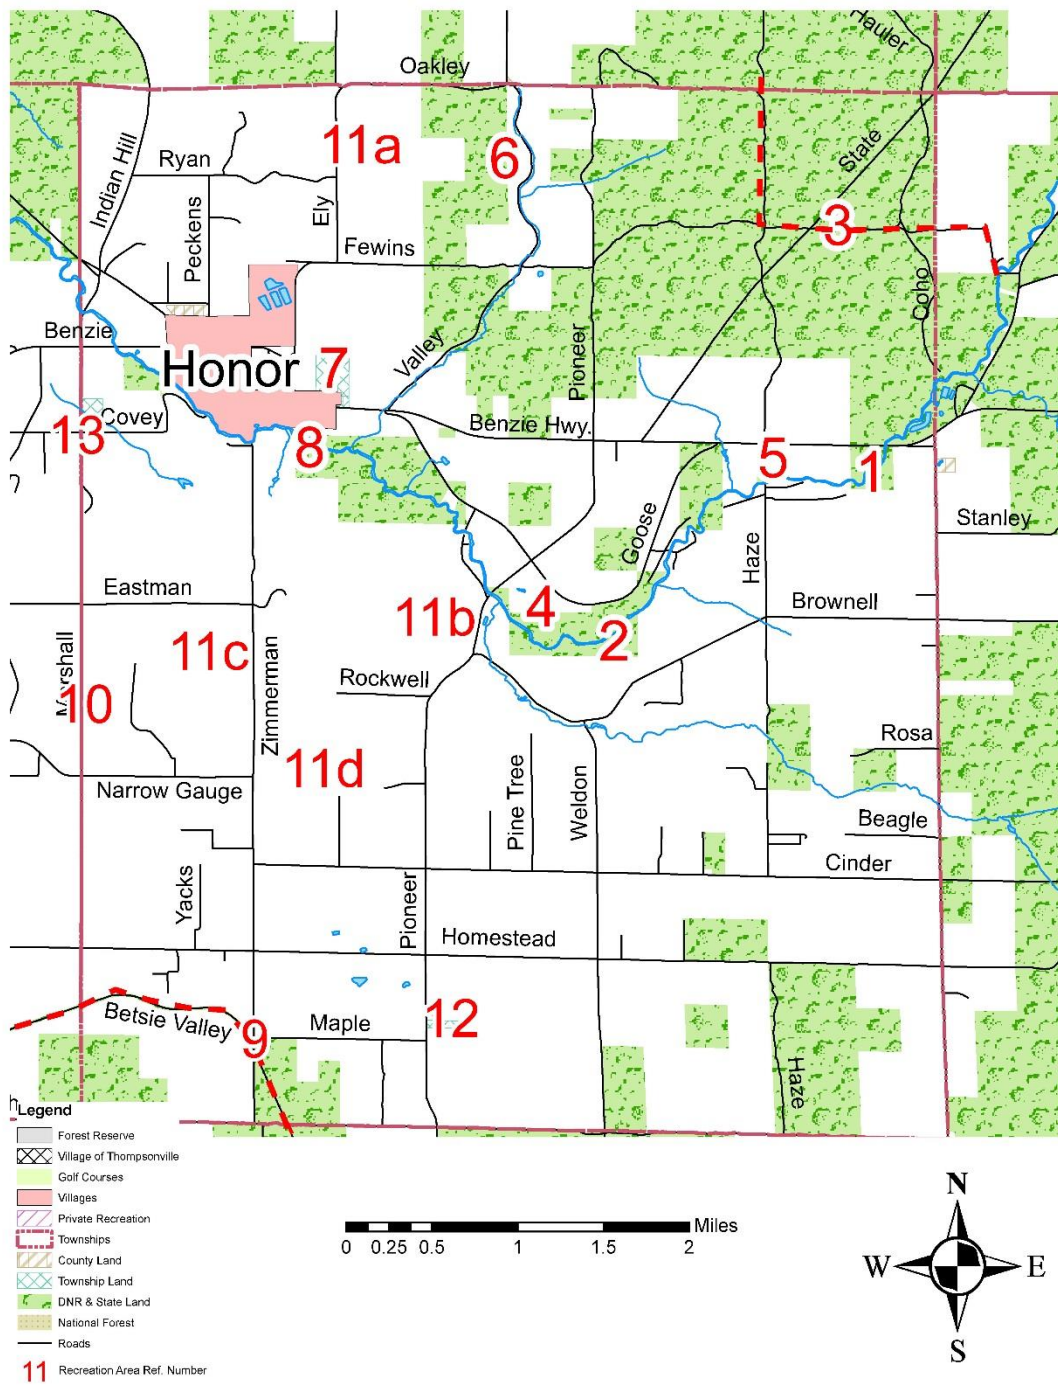 Hauler
Oakley
11a
6
State
Ryan
Indian Hill
Peckens
Ely
3
Fewins
Coho
Benzie
Honor
7
Valley
Pioneer
Covey
13
8
Benzie Hwy.
5
1
Goose
Stanley
Haze
Eastman
11b
4
2
Brownell
11c
Marshall
10
Zimmerman
Rockwell
Rosa
11d
Narrow Gauge
Pine Tree
Weldon
Beagle
Cinder
Yacks
Pioneer
Homestead
Betsie Valley
9
Maple
12
Haze
h
Legend
Forest Reserve
Village of Thompsonville
Golf Courses
Villages
Private Recreation
Townships
County Land
Township Land
DNR & State Land
National Forest
Roads
11 Recreation Area Ref. Number
Miles
0 0.25 0.5 1 1.5 2
N
W E
S